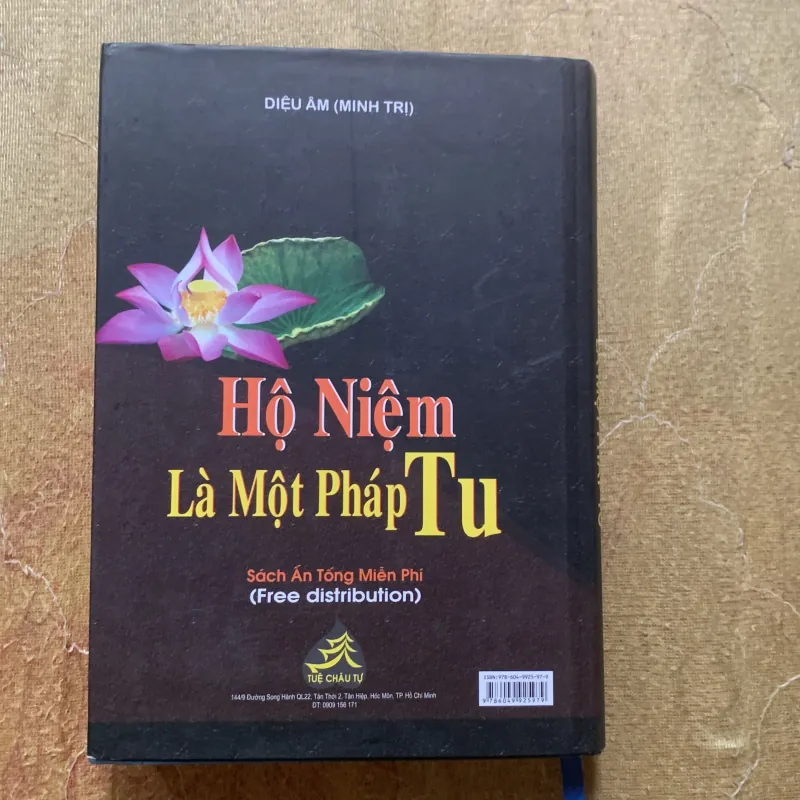 DIỆU ÂM (MINH TRỊ)
Hộ Niệm
Là Một Pháp Tu
Sách Ấn Tống Miễn Phí
(Free distribution)
TUỆ CHÂU TỰ
144/9 Đường Song Hành QL22, Tân Thới 2, Tân Hiệp, Hóc Môn, TP. Hồ Chí Minh
ĐT: 0909 156 171
9786049925979